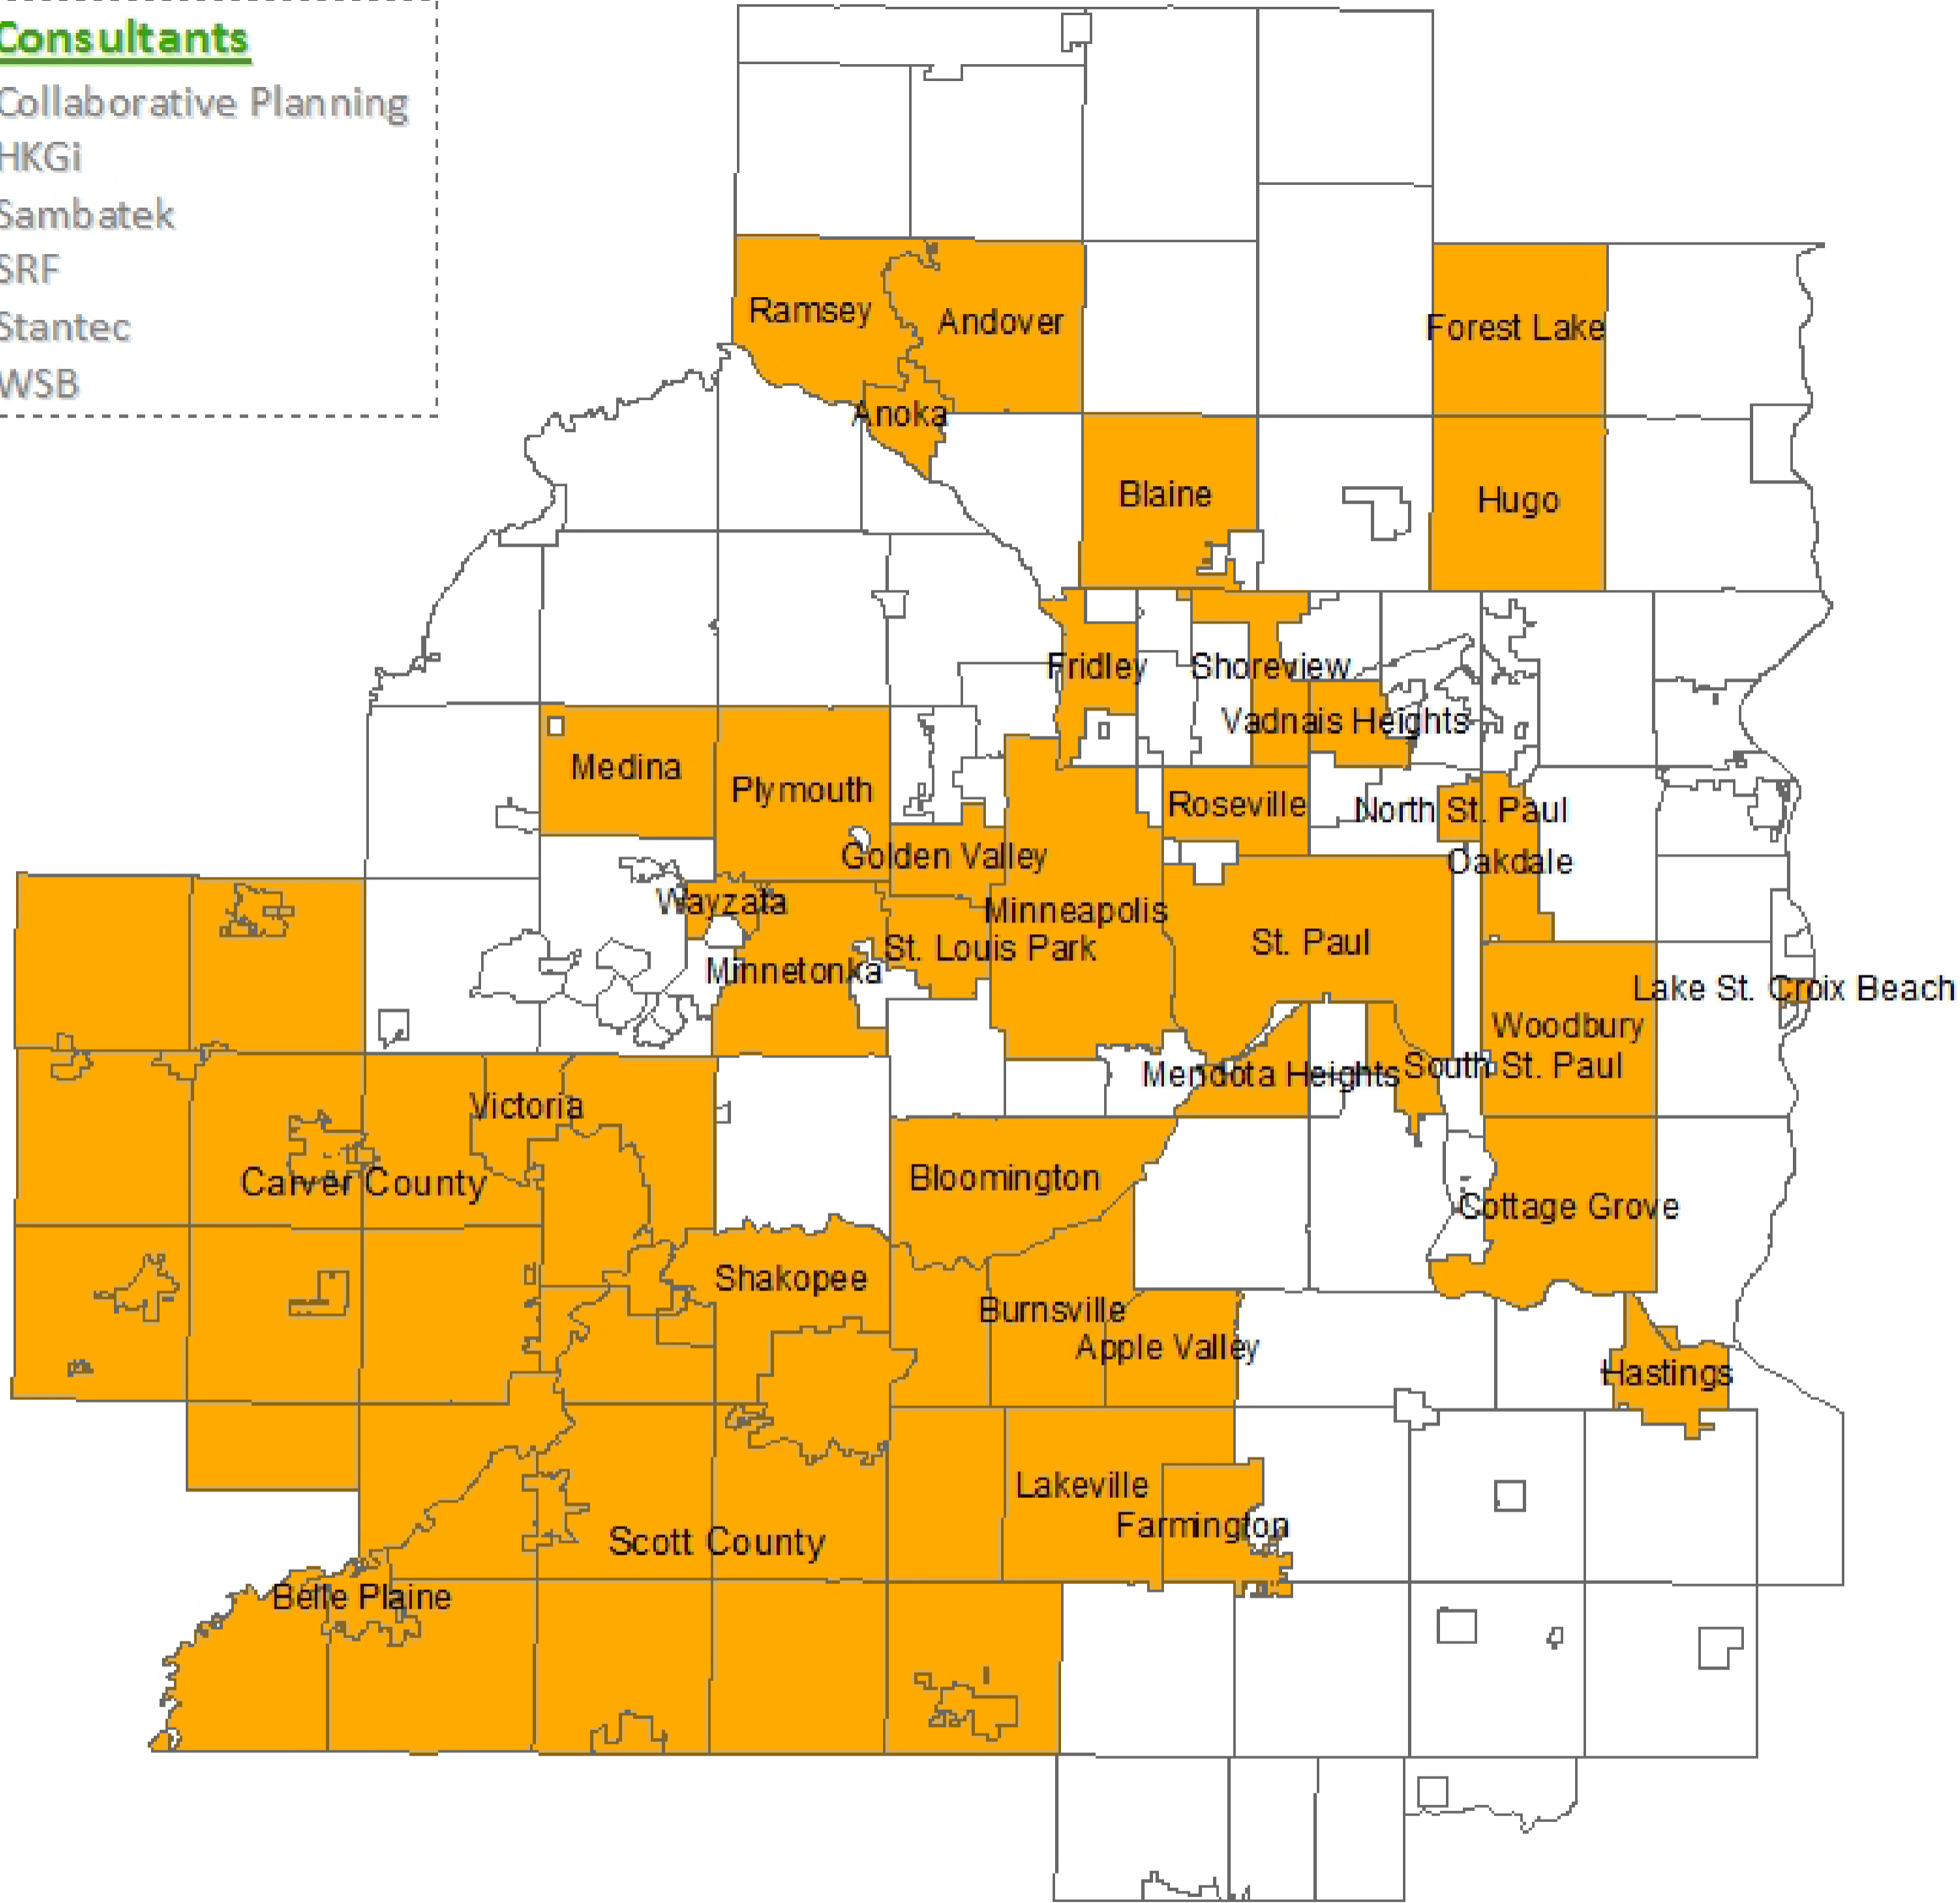 Consultants
Collaborative Planning
HKGi
Sambatek
SRF
Stantec
WSB
Ramsey
Andover
Forest Lake
Anoka
Blaine
Hugo
Fridley
Shoreview
Vadnais Heights
Medina
Plymouth
Roseville
North St. Paul
Golden Valley
Oakdale
Wayzata
Minneapolis
St. Louis Park
St. Paul
Minnetonka
Lake St. Croix Beach
Woodbury
Mendota Heights
South St. Paul
Victoria
Carver County
Bloomington
Cottage Grove
Shakopee
Burnsville
Apple Valley
Hastings
Lakeville
Farmington
Scott County
Belle Plaine